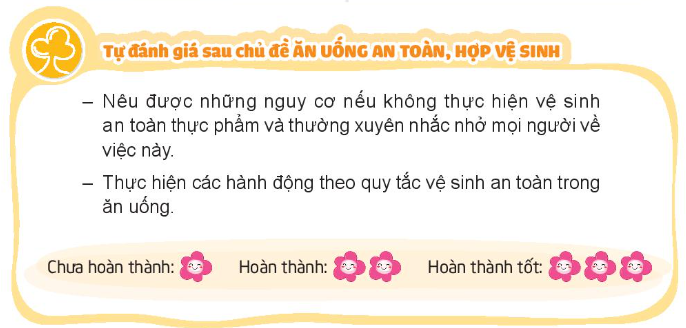 Tự đánh giá sau chủ đề ĂN UỐNG AN TOÀN, HỢP VỆ SINH
– Nêu được những nguy cơ nếu không thực hiện vệ sinh
an toàn thực phẩm và thường xuyên nhắc nhở mọi người về
việc này.
– Thực hiện các hành động theo quy tắc vệ sinh an toàn trong
ăn uống.
Chưa hoàn thành: Hoàn thành: Hoàn thành tốt: